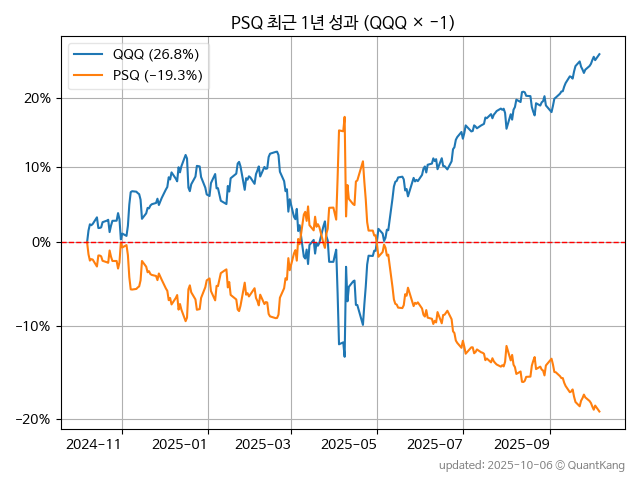 PSQ 최근 1년 성과 (QQQ × -1)
QQQ (26.8%)
PSQ (-19.3%)
20%
10%
0%
-10%
-20%
2024-11 2025-01 2025-03 2025-05 2025-07 2025-09
updated: 2025-10-06 © QuantKang